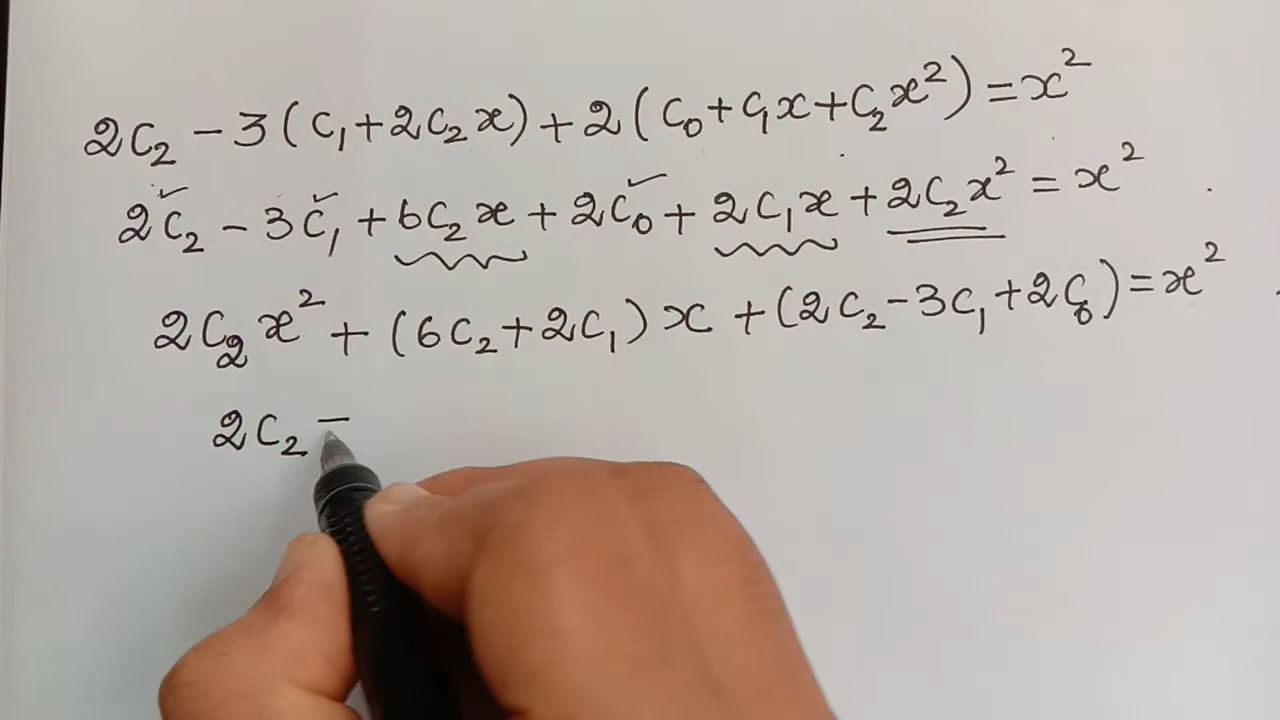 2C₂ - 3(C₁+2C₂x) + 2(C₀+C₁x+C₂x²) = x²
2C₂ - 3C₁ + 6C₂x + 2C₀ + 2C₁x + 2C₂x² = x²
2C₂x² + (6C₂+2C₁)x + (2C₂-3C₁+2C₀) = x²
2C₂ =